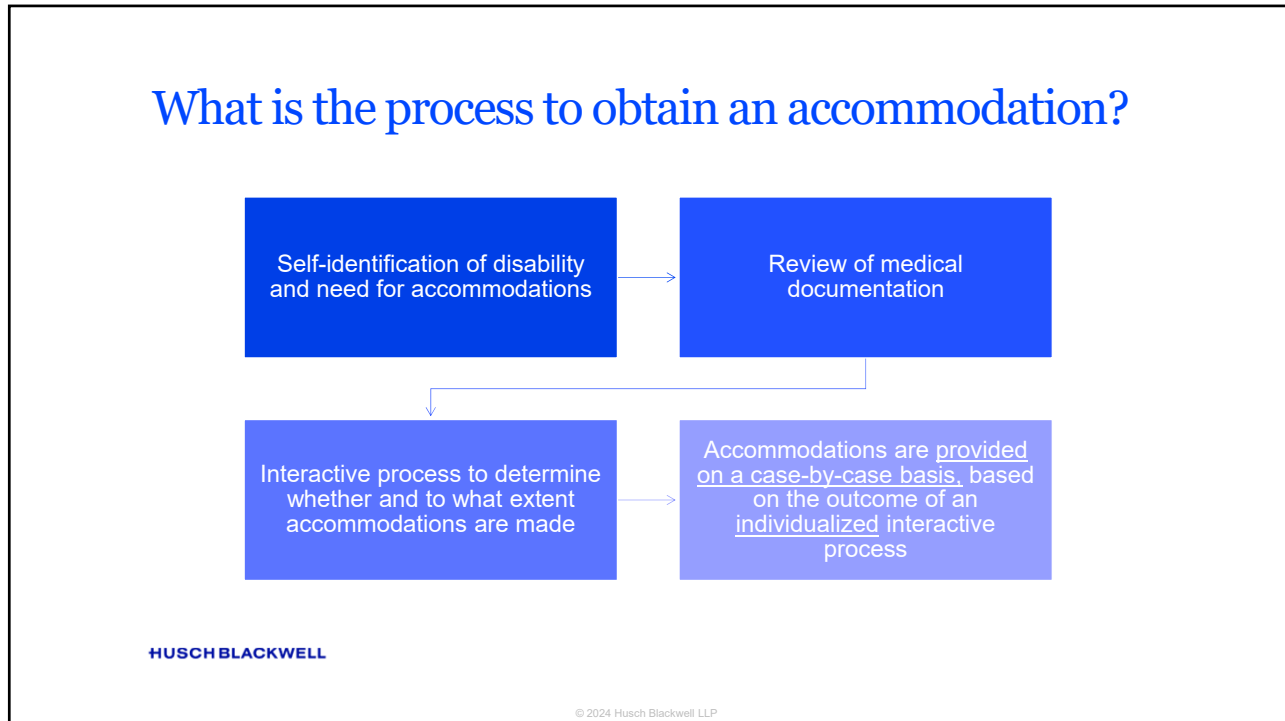 What is the process to obtain an accommodation?
Self-identification of disability
and need for accommodations
Review of medical
documentation
Interactive process to determine
whether and to what extent
accommodations are made
Accommodations are provided
on a case-by-case basis, based
on the outcome of an
individualized interactive
process
HUSCH BLACKWELL
© 2024 Husch Blackwell LLP